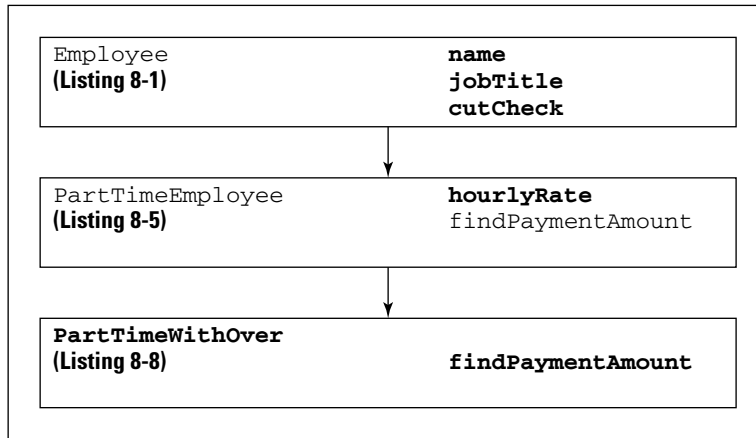 Employee name
(Listing 8-1) jobTitle
cutCheck
PartTimeEmployee hourlyRate
(Listing 8-5) findPaymentAmount
PartTimeWithOver
(Listing 8-8) findPaymentAmount